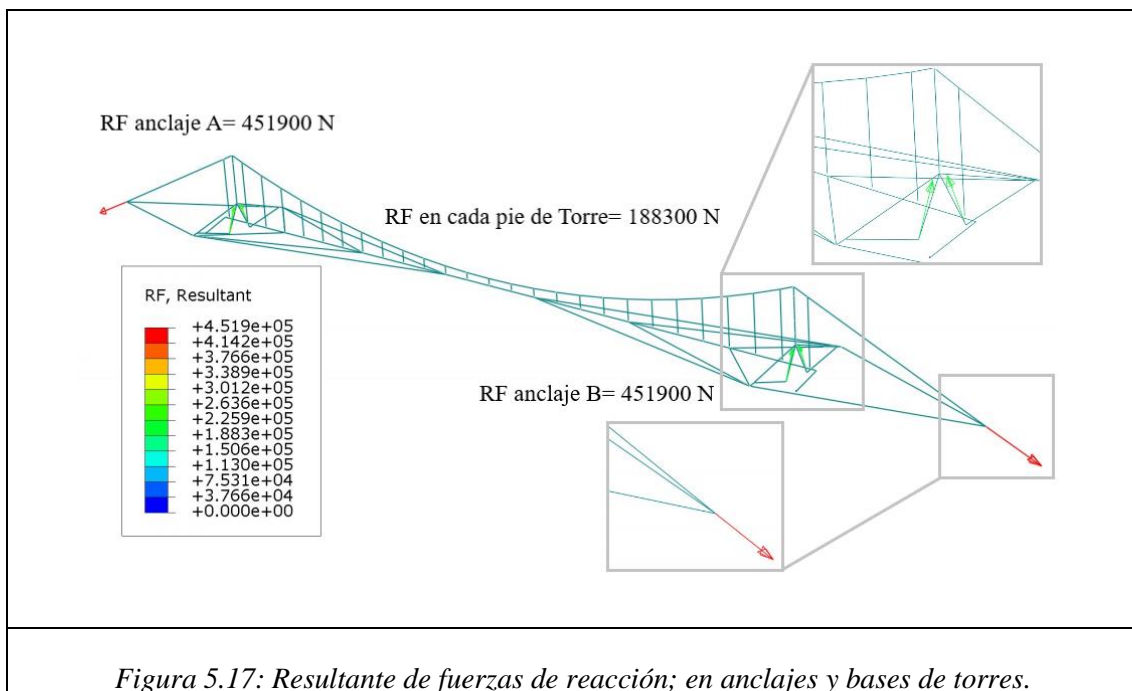 RF anclaje A= 451900 N
RF en cada pie de Torre= 188300 N
RF, Resultant
+4.519e+05
+4.142e+05
+3.766e+05
+3.389e+05
+3.012e+05
+2.636e+05
+2.259e+05
+1.883e+05
+1.506e+05
+1.130e+05
+7.531e+04
+3.766e+04
+0.000e+00
RF anclaje B= 451900 N
Figura 5.17: Resultante de fuerzas de reacción; en anclajes y bases de torres.